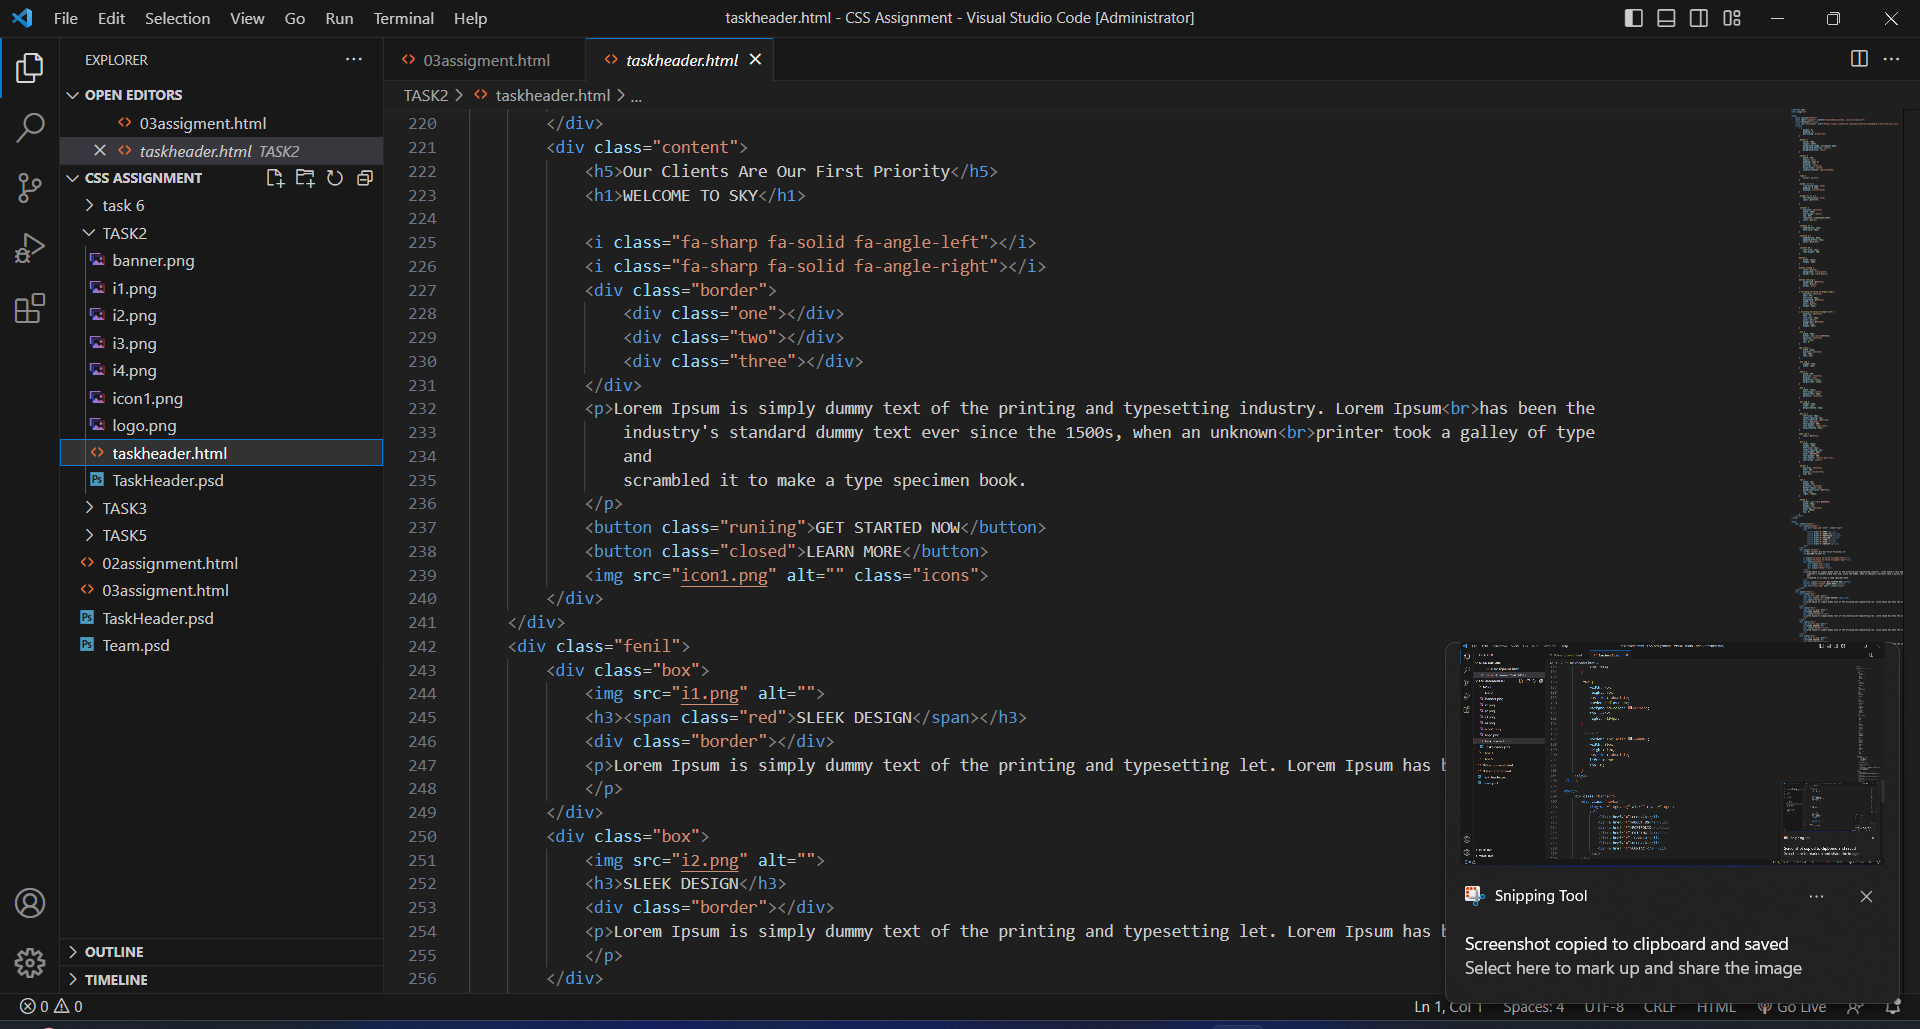 File Edit Selection View Go Run Terminal Help
taskheader.html - CSS Assignment - Visual Studio Code [Administrator]
EXPLORER
OPEN EDITORS
03assigment.html
taskheader.html TASK2
CSS ASSIGNMENT
task 6
TASK2
banner.png
i1.png
i2.png
i3.png
i4.png
icon1.png
logo.png
taskheader.html
TaskHeader.psd
TASK3
TASK5
02assignment.html
03assigment.html
TaskHeader.psd
Team.psd
OUTLINE
TIMELINE
03assigment.html
taskheader.html
TASK2 > taskheader.html > ...
220 </div>
221 <div class="content">
222 <h5>Our Clients Are Our First Priority</h5>
223 <h1>WELCOME TO SKY</h1>
224
225 <i class="fa-sharp fa-solid fa-angle-left"></i>
226 <i class="fa-sharp fa-solid fa-angle-right"></i>
227 <div class="border">
228 <div class="one"></div>
229 <div class="two"></div>
230 <div class="three"></div>
231 </div>
232 <p>Lorem Ipsum is simply dummy text of the printing and typesetting industry. Lorem Ipsum<br>has been the
233 industry's standard dummy text ever since the 1500s, when an unknown<br>printer took a galley of type
234 and
235 scrambled it to make a type specimen book.
236 </p>
237 <button class="runiing">GET STARTED NOW</button>
238 <button class="closed">LEARN MORE</button>
239 <img src="icon1.png" alt="" class="icons">
240 </div>
241 </div>
242 <div class="fenil">
243 <div class="box">
244 <img src="i1.png" alt="">
245 <h3><span class="red">SLEEK DESIGN</span></h3>
246 <div class="border"></div>
247 <p>Lorem Ipsum is simply dummy text of the printing and typesetting let. Lorem Ipsum has
248 </p>
249 </div>
250 <div class="box">
251 <img src="i2.png" alt="">
252 <h3>SLEEK DESIGN</h3>
253 <div class="border"></div>
254 <p>Lorem Ipsum is simply dummy text of the printing and typesetting let. Lorem Ipsum has
255 </p>
256 </div>
Snipping Tool
Screenshot copied to clipboard and saved
Select here to mark up and share the image
0 0
Ln 1, Col 1 Spaces: 4 UTF-8 CRLF HTML Go Live